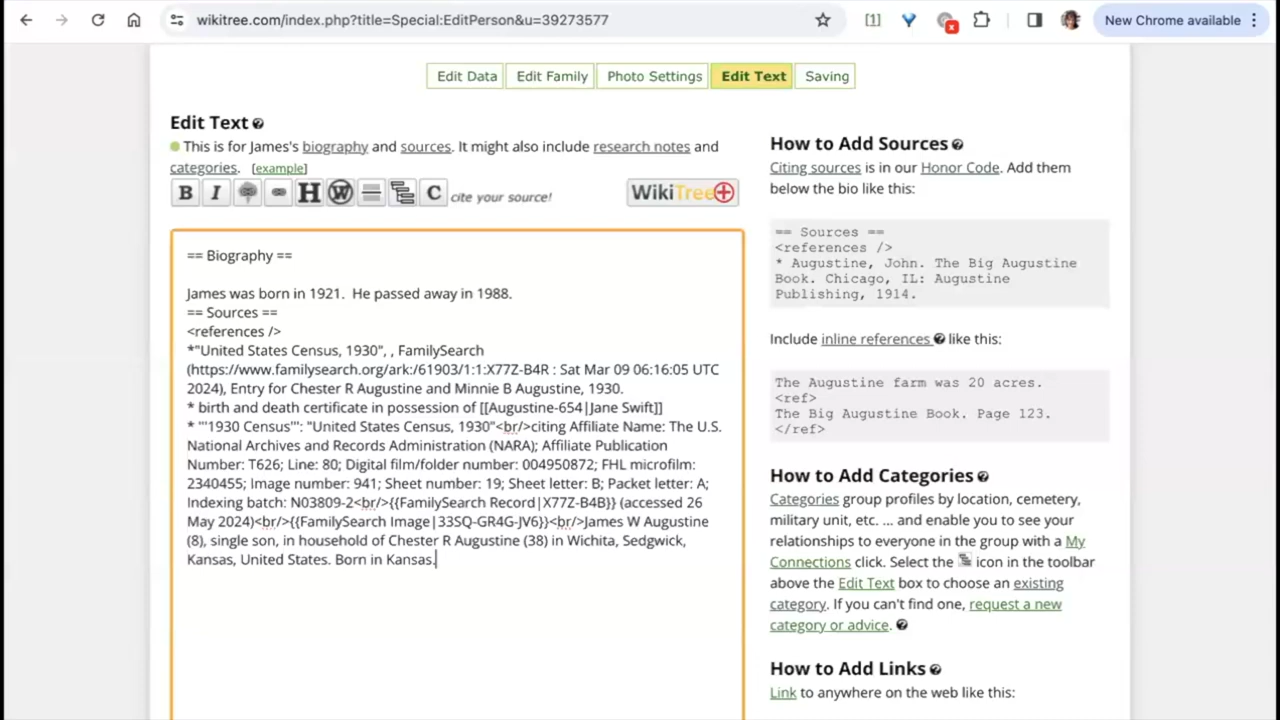 wikitree.com/index.php?title=Special:EditPerson&u=39273577
[1]
x
New Chrome available
Edit Data
Edit Family
Photo Settings
Edit Text
Saving
Edit Text ?
This is for James's biography and sources. It might also include research notes and
categories. [example]
B I H W C cite your source!
WikiTree+
== Biography ==
James was born in 1921.  He passed away in 1988.
== Sources ==
<references />
*"United States Census, 1930", , FamilySearch
(https://www.familysearch.org/ark:/61903/1:1:X77Z-B4R : Sat Mar 09 06:16:05 UTC
2024), Entry for Chester R Augustine and Minnie B Augustine, 1930.
* birth and death certificate in possession of [[Augustine-654|Jane Swift]]
* '''1930 Census''': "United States Census, 1930"<br/>citing Affiliate Name: The U.S.
National Archives and Records Administration (NARA); Affiliate Publication
Number: T626; Line: 80; Digital film/folder number: 004950872; FHL microfilm:
2340455; Image number: 941; Sheet number: 19; Sheet letter: B; Packet letter: A;
Indexing batch: N03809-2<br/>{{FamilySearch Record|X77Z-B4B}} (accessed 26
May 2024)<br/>{{FamilySearch Image|33SQ-GR4G-JV6}}<br/>James W Augustine
(8), single son, in household of Chester R Augustine (38) in Wichita, Sedgwick,
Kansas, United States. Born in Kansas.
How to Add Sources ?
Citing sources is in our Honor Code. Add them
below the bio like this:
== Sources ==
<references />
* Augustine, John. The Big Augustine
Book. Chicago, IL: Augustine
Publishing, 1914.
Include inline references ? like this:
The Augustine farm was 20 acres.
<ref>
The Big Augustine Book. Page 123.
</ref>
How to Add Categories ?
Categories group profiles by location, cemetery,
military unit, etc. ... and enable you to see your
relationships to everyone in the group with a My
Connections click. Select the icon in the toolbar
above the Edit Text box to choose an existing
category. If you can't find one, request a new
category or advice. ?
How to Add Links ?
Link to anywhere on the web like this: